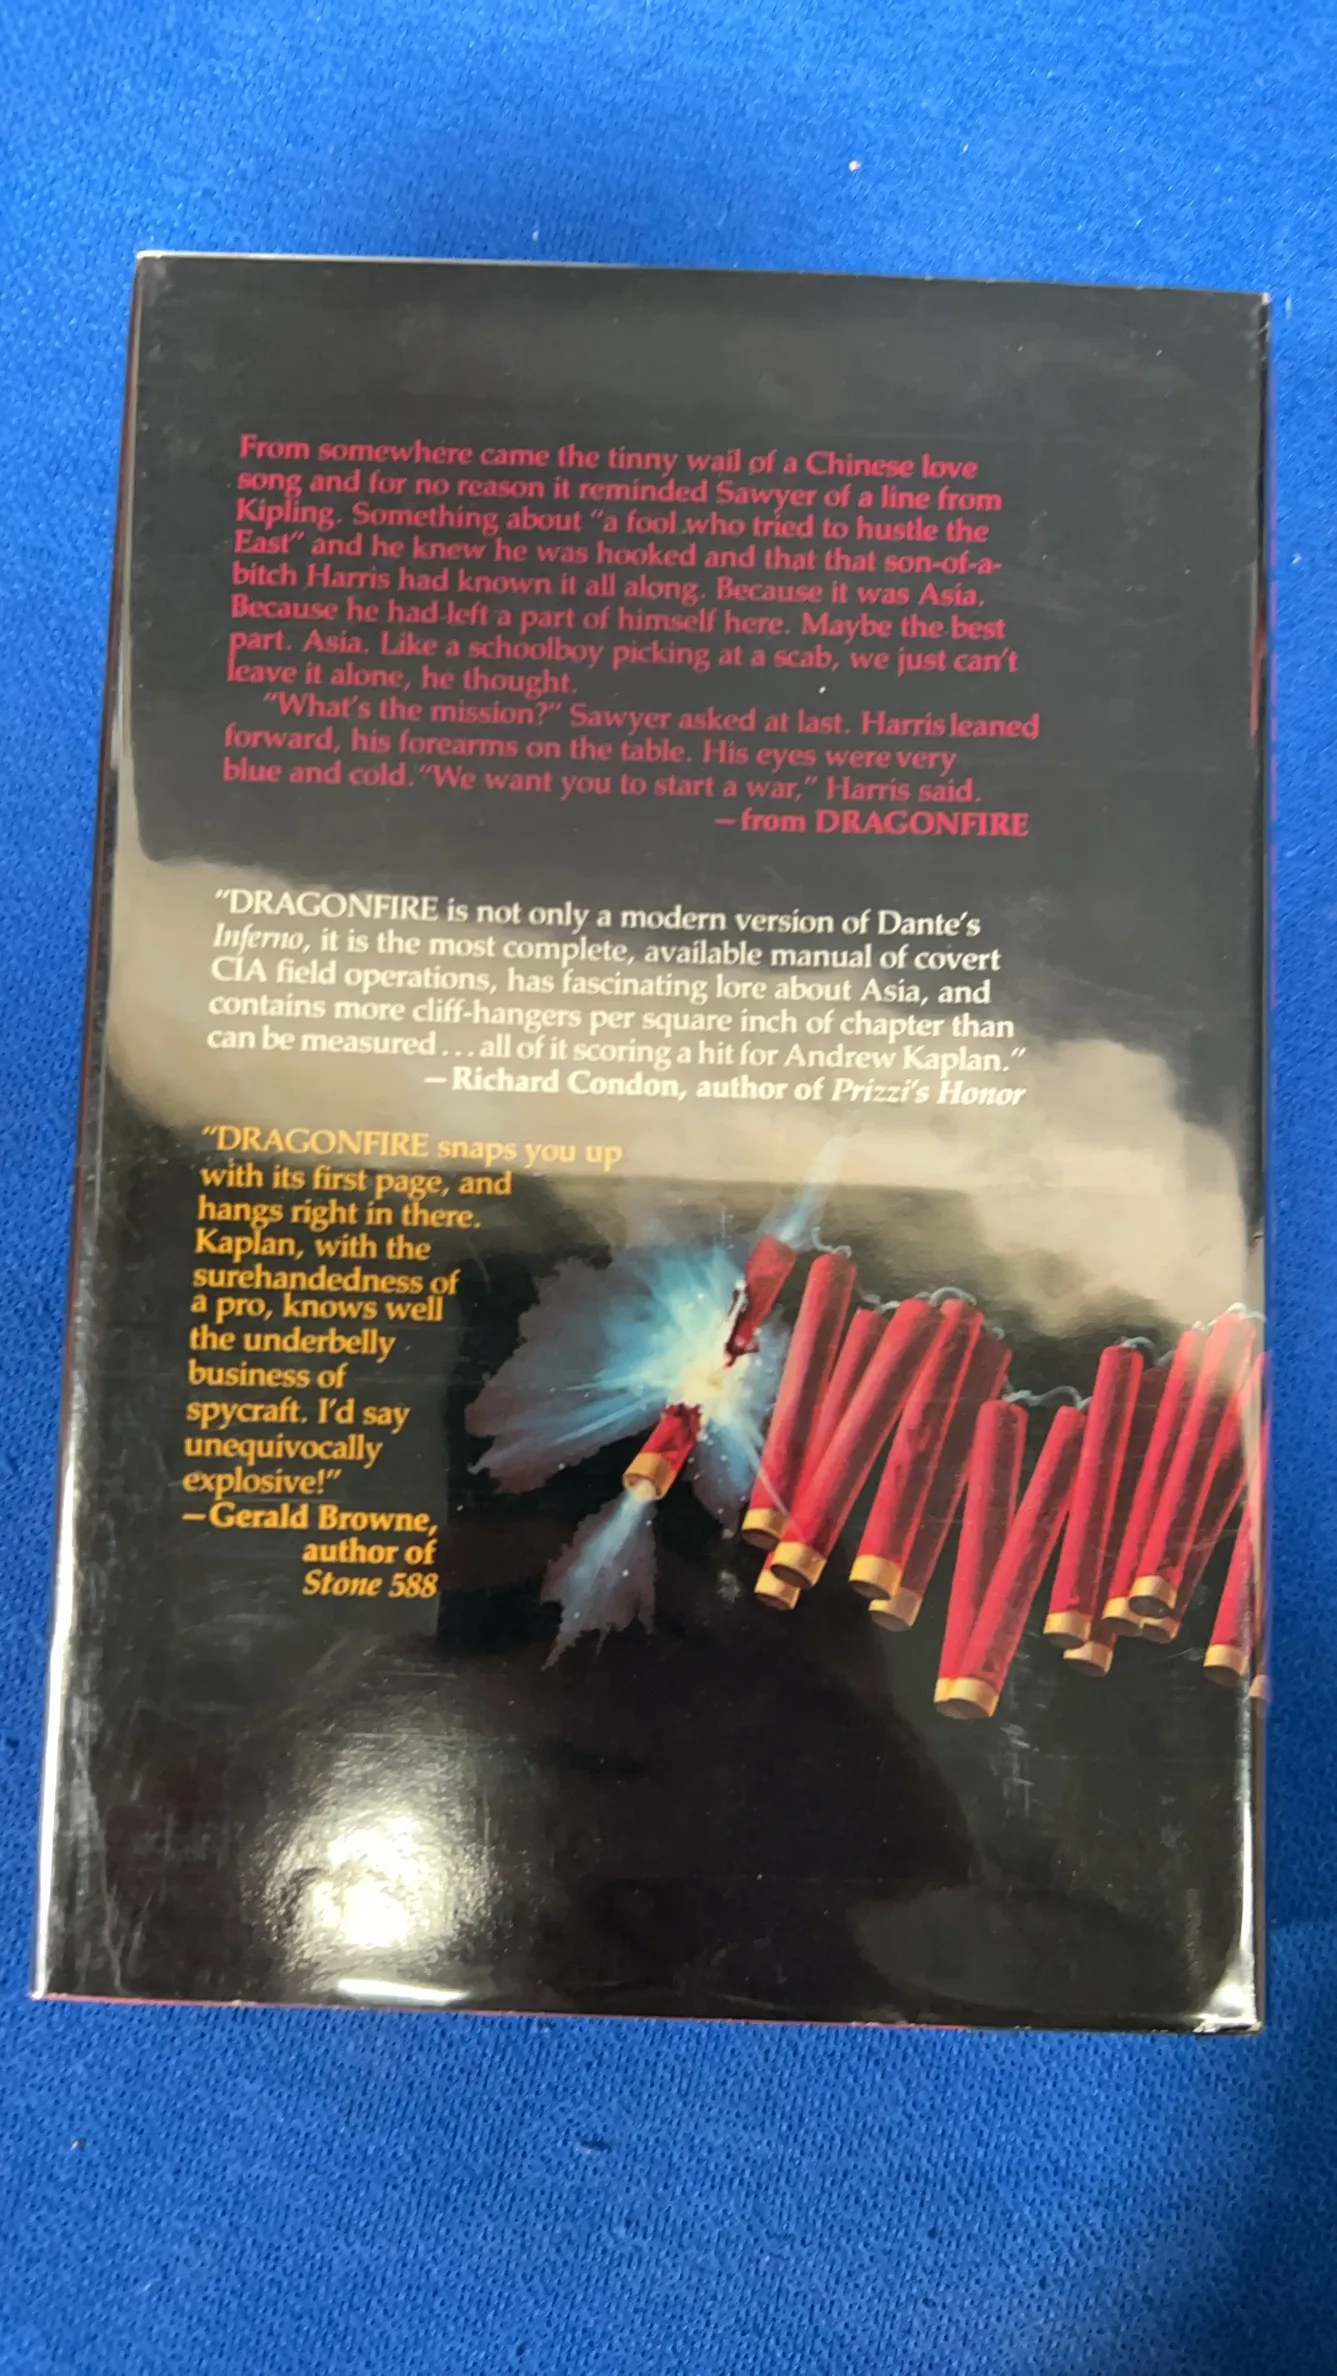 From somewhere came the tinny wail of a Chinese love
song and for no reason it reminded Sawyer of a line from
Kipling. Something about "a fool who tried to hustle the
East" and he knew he was hooked and that that son-of-a-
bitch Harris had known it all along. Because it was Asia.
Because he had left a part of himself here. Maybe the best
part. Asia. Like a schoolboy picking at a scab, we just can't
leave it alone, he thought.
"What's the mission?" Sawyer asked at last. Harris leaned
forward, his forearms on the table. His eyes were very
blue and cold. "We want you to start a war," Harris said.
—from DRAGONFIRE
"DRAGONFIRE is not only a modern version of Dante's
Inferno, it is the most complete, available manual of covert
CIA field operations, has fascinating lore about Asia, and
contains more cliff-hangers per square inch of chapter than
can be measured...all of it scoring a hit for Andrew Kaplan."
—Richard Condon, author of Prizzi's Honor
"DRAGONFIRE snaps you up
with its first page, and
hangs right in there.
Kaplan, with the
surehandedness of
a pro, knows well
the underbelly
business of
spycraft. I'd say
unequivocally
explosive!"
—Gerald Browne,
author of
Stone 588